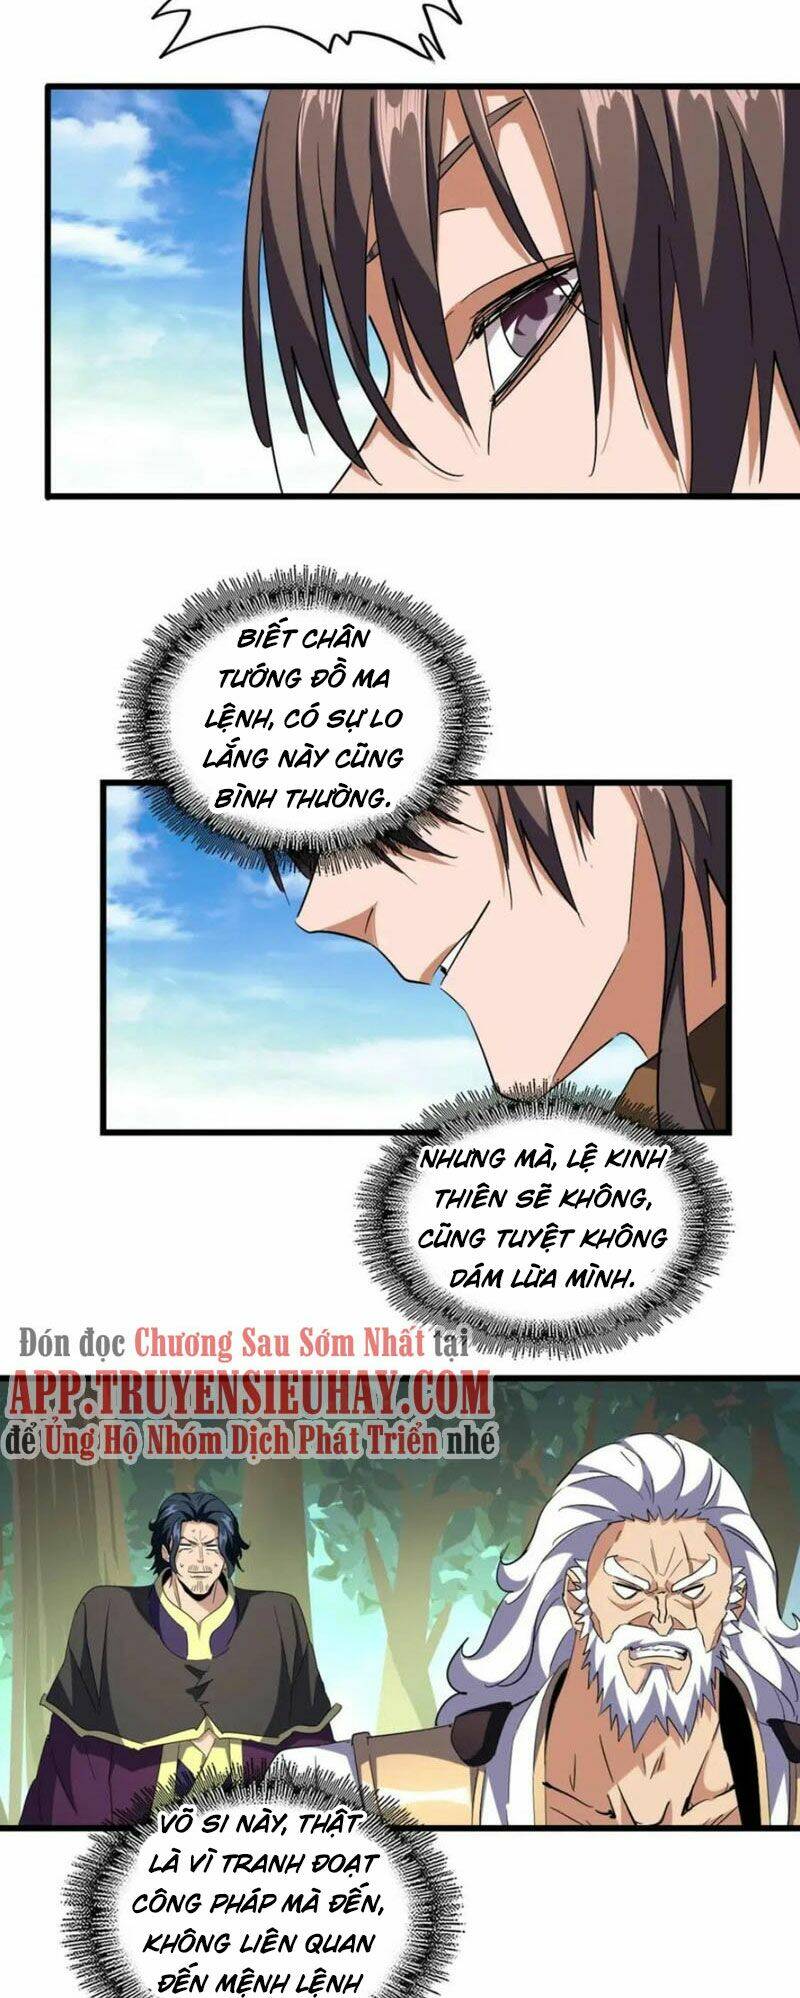 BIẾT CHÂN
TƯỚNG ĐỒ MA
LỆNH, CÓ SỰ LO
LẮNG NÀY CŨNG
BÌNH THƯỜNG.
NHƯNG MÀ, LỆ KINH
THIÊN SẼ KHÔNG,
CŨNG TUYỆT KHÔNG
DÁM LỪA MÌNH.
Đón đọc Chương Sau Sớm Nhất tại
APP.TRUYENSIEUHAY.COM
để Ủng Hộ Nhóm Dịch Phát Triển nhé
VÕ SI NÀY, THẬT
LÀ VÌ TRANH ĐOẠT
CÔNG PHÁP MÀ ĐẾN,
KHÔNG LIÊN QUAN
ĐẾN MỆNH LỆNH